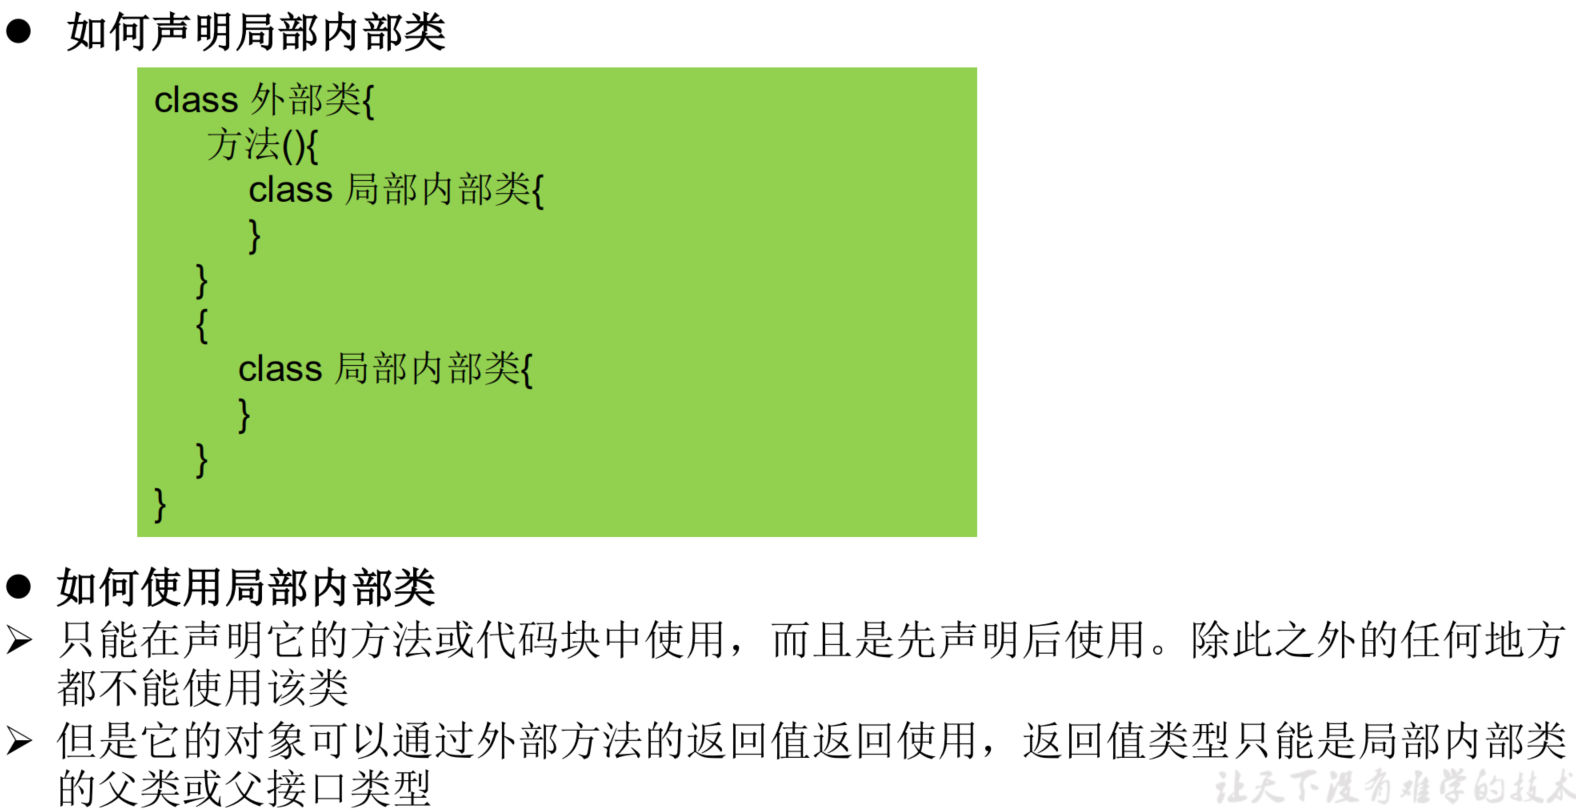 ● 如何声明局部内部类
class 外部类{
方法(){
class 局部内部类{
}
}
{
class 局部内部类{
}
}
}
● 如何使用局部内部类
➢ 只能在声明它的方法或代码块中使用，而且是先声明后使用。除此之外的任何地方
都不能使用该类
➢ 但是它的对象可以通过外部方法的返回值返回使用，返回值类型只能是局部内部类
的父类或父接口类型
让天下没有难学的技术